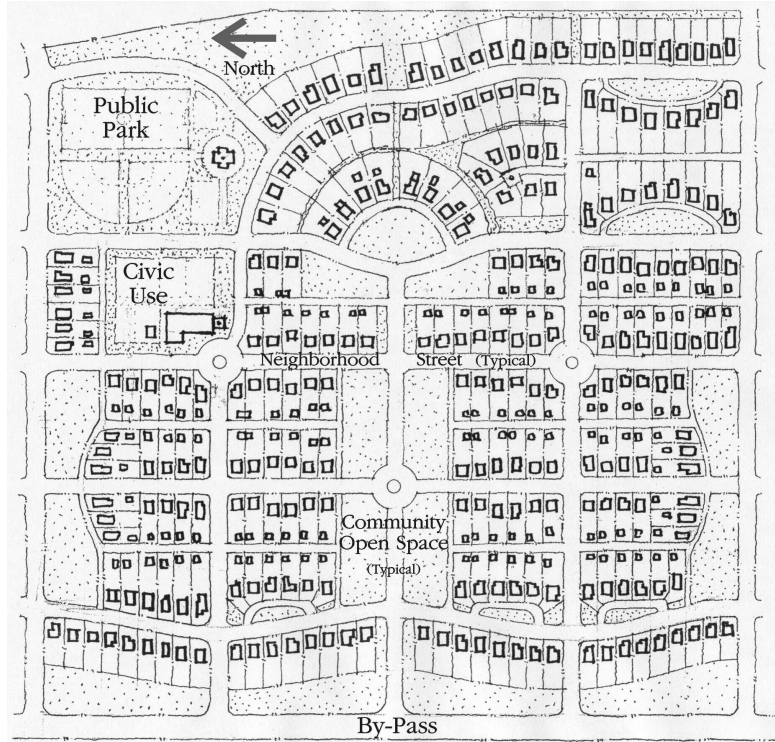 North
Public
Park
Civic
Use
Neighborhood Street (Typical)
Community
Open Space
(Typical)
By-Pass